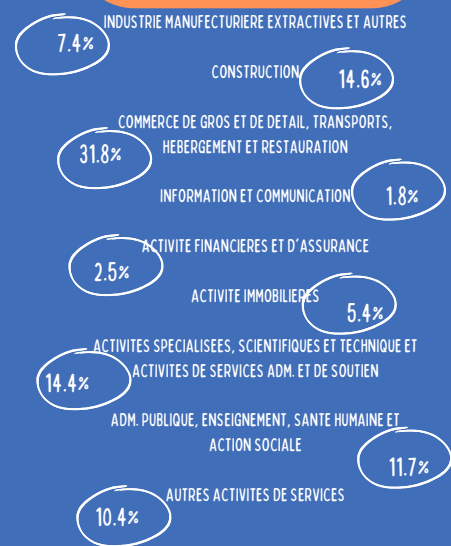 INDUSTRIE MANUFECTURIERE EXTRACTIVES ET AUTRES
7.4%
CONSTRUCTION
14.6%
COMMERCE DE GROS ET DE DETAIL, TRANSPORTS,
HEBERGEMENT ET RESTAURATION
31.8%
INFORMATION ET COMMUNICATION
1.8%
ACTIVITE FINANCIERES ET D'ASSURANCE
2.5%
ACTIVITE IMMOBILIERES
5.4%
ACTIVITES SPECIALISEES, SCIENTIFIQUES ET TECHNIQUE ET
ACTIVITES DE SERVICES ADM. ET DE SOUTIEN
14.4%
ADM. PUBLIQUE, ENSEIGNEMENT, SANTE HUMAINE ET
ACTION SOCIALE
11.7%
AUTRES ACTIVITES DE SERVICES
10.4%